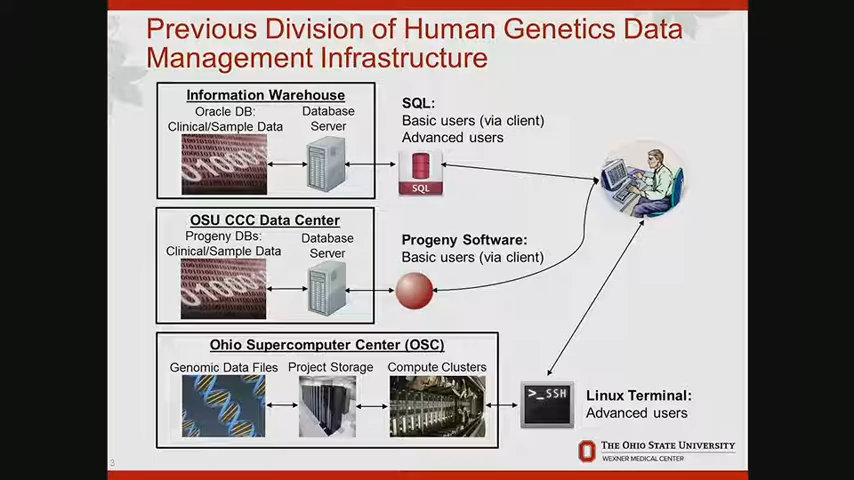 Previous Division of Human Genetics Data
Management Infrastructure
Information Warehouse
Oracle DB:
Clinical/Sample Data
Database
Server
SQL:
Basic users (via client)
Advanced users
SQL
OSU CCC Data Center
Progeny DBs:
Clinical/Sample Data
Database
Server
Progeny Software:
Basic users (via client)
Ohio Supercomputer Center (OSC)
Genomic Data Files
Project Storage
Compute Clusters
>_SSH
Linux Terminal:
Advanced users
THE OHIO STATE UNIVERSITY
WEXNER MEDICAL CENTER
3